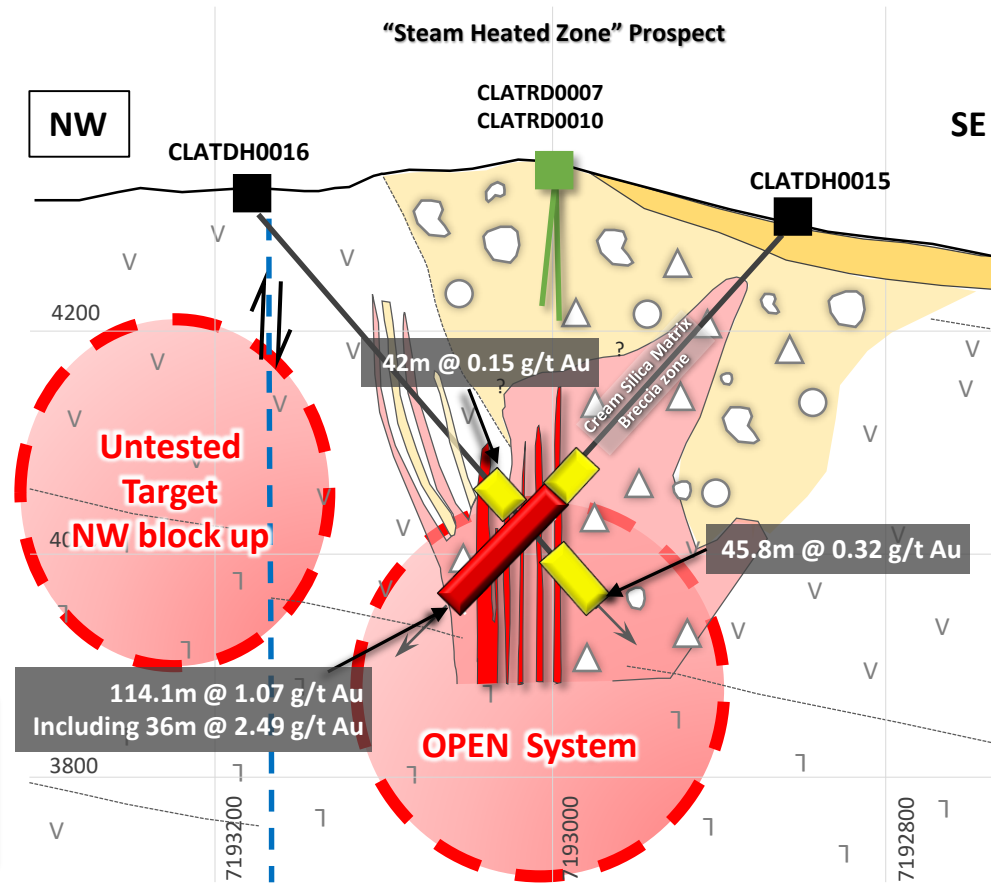 “Steam Heated Zone” Prospect
CLATRD0007
CLATRD0010
NW
SE
CLATDH0016
CLATDH0015
4200
42m @ 0.15 g/t Au
?
?
Cream Silica Matrix
Breccia zone
Untested
Target
NW block up
45.8m @ 0.32 g/t Au
114.1m @ 1.07 g/t Au
Including 36m @ 2.49 g/t Au
OPEN System
3800
7193200
7193000
7192800